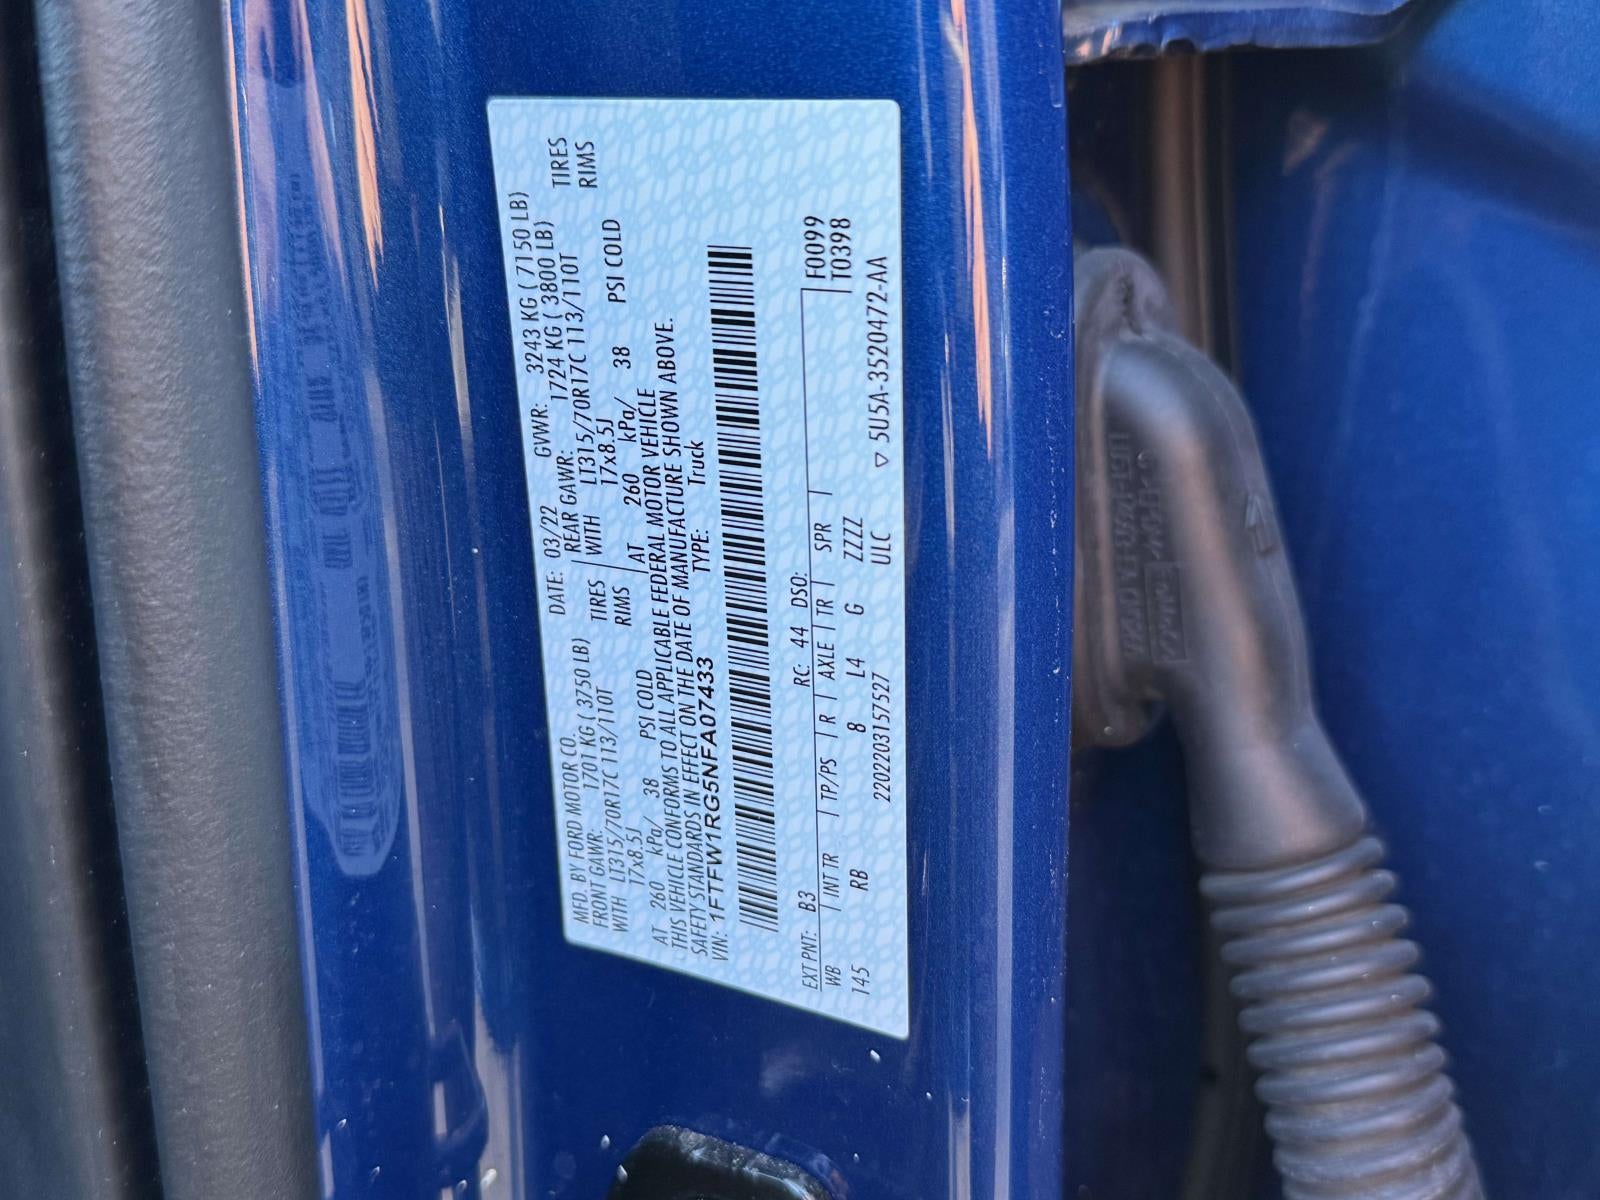 MFD. BY FORD MOTOR CO.
DATE: 03/22 GVWR: 3243 KG ( 7150 LB)
FRONT GAWR: 1701 KG ( 3750 LB)
REAR GAWR: 1724 KG ( 3800 LB)
WITH LT315/70R17C 113/110T TIRES
WITH LT315/70R17C 113/110T TIRES
17x8.5J RIMS
17x8.5J RIMS
AT 260 kPa/ 38 PSI COLD
AT 260 kPa/ 38 PSI COLD
THIS VEHICLE CONFORMS TO ALL APPLICABLE FEDERAL MOTOR VEHICLE
SAFETY STANDARDS IN EFFECT ON THE DATE OF MANUFACTURE SHOWN ABOVE.
VIN: 1FTFW1RG5NFA07433 TYPE: Truck
EXT PNT: B3 RC: 44 DSO: F0099
WB INT TR TP/PS R AXLE TR SPR T0398
145 RB 8 L4 G ZZZZ
2202203157527 ULC ▽ 5U5A-3520472-AA